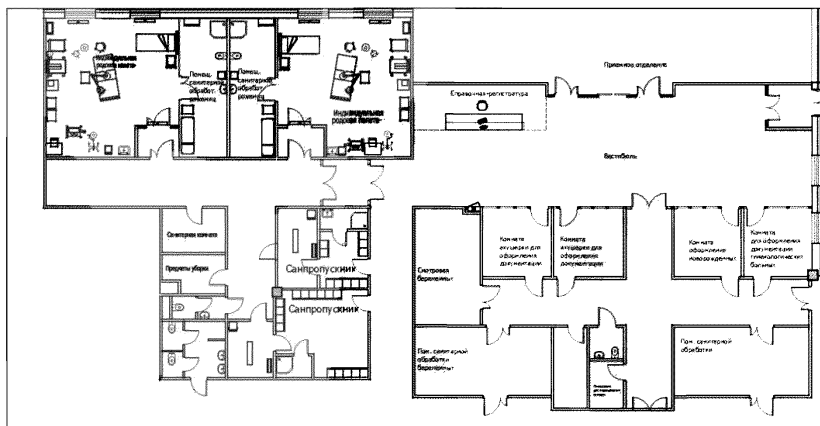 Индивидуальная
родовая палата
Помещ.
санитарной
обработ.
рожениц
Помещ.
санитарной
обработ.
рожениц
Индивидуальная
родовая палата
Приемное отделение
Справочная-регистратура
Вестибюль
Санитарная комната
Предметы уборки
Санпропускник
Санпропускник
Смотровая
беременных
Комната
акушерки для
оформления
документации
Комната
акушерки для
оформления
документации
Комната
оформления
новорожденных
Комната
для оформления
документации
гинекологических
больных
Пом. санитарной
обработки
беременных
Пом. санитарной
обработки